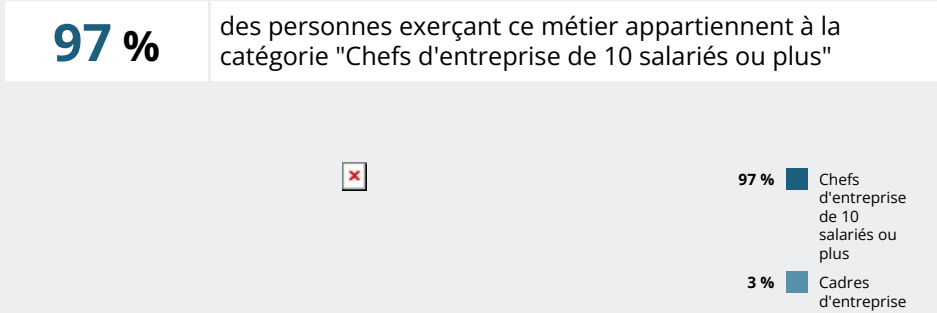 97 %
des personnes exerçant ce métier appartiennent à la
catégorie "Chefs d'entreprise de 10 salariés ou plus"
97 % Chefs
d'entreprise
de 10
salariés ou
plus
3 % Cadres
d'entreprise